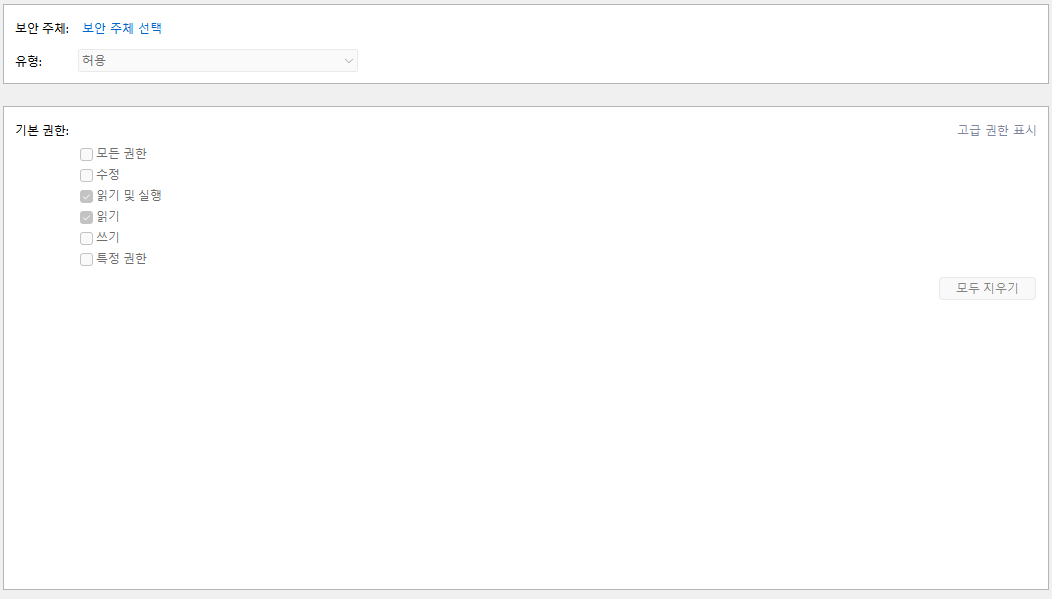 보안 주체: 보안 주체 선택
유형: 허용
기본 권한: 고급 권한 표시
모든 권한
수정
읽기 및 실행
읽기
쓰기
특정 권한
모두 지우기